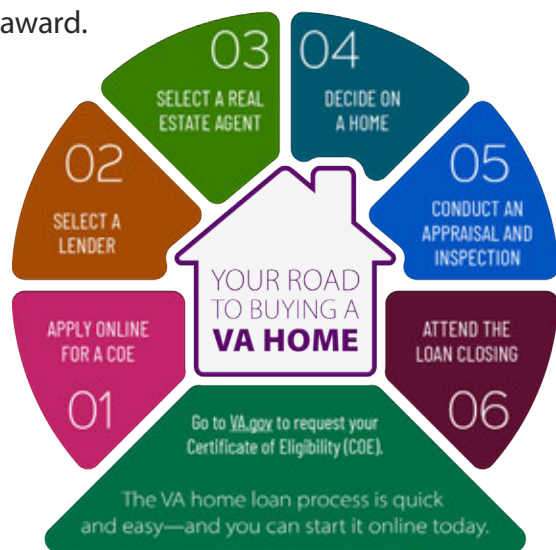 award.
01
APPLY ONLINE
FOR A COE
02
SELECT A
LENDER
03
SELECT A REAL
ESTATE AGENT
04
DECIDE ON
A HOME
05
CONDUCT AN
APPRAISAL AND
INSPECTION
06
ATTEND THE
LOAN CLOSING
YOUR ROAD
TO BUYING A
VA HOME
Go to VA.gov to request your
Certificate of Eligibility (COE).
The VA home loan process is quick
and easy—and you can start it online today.